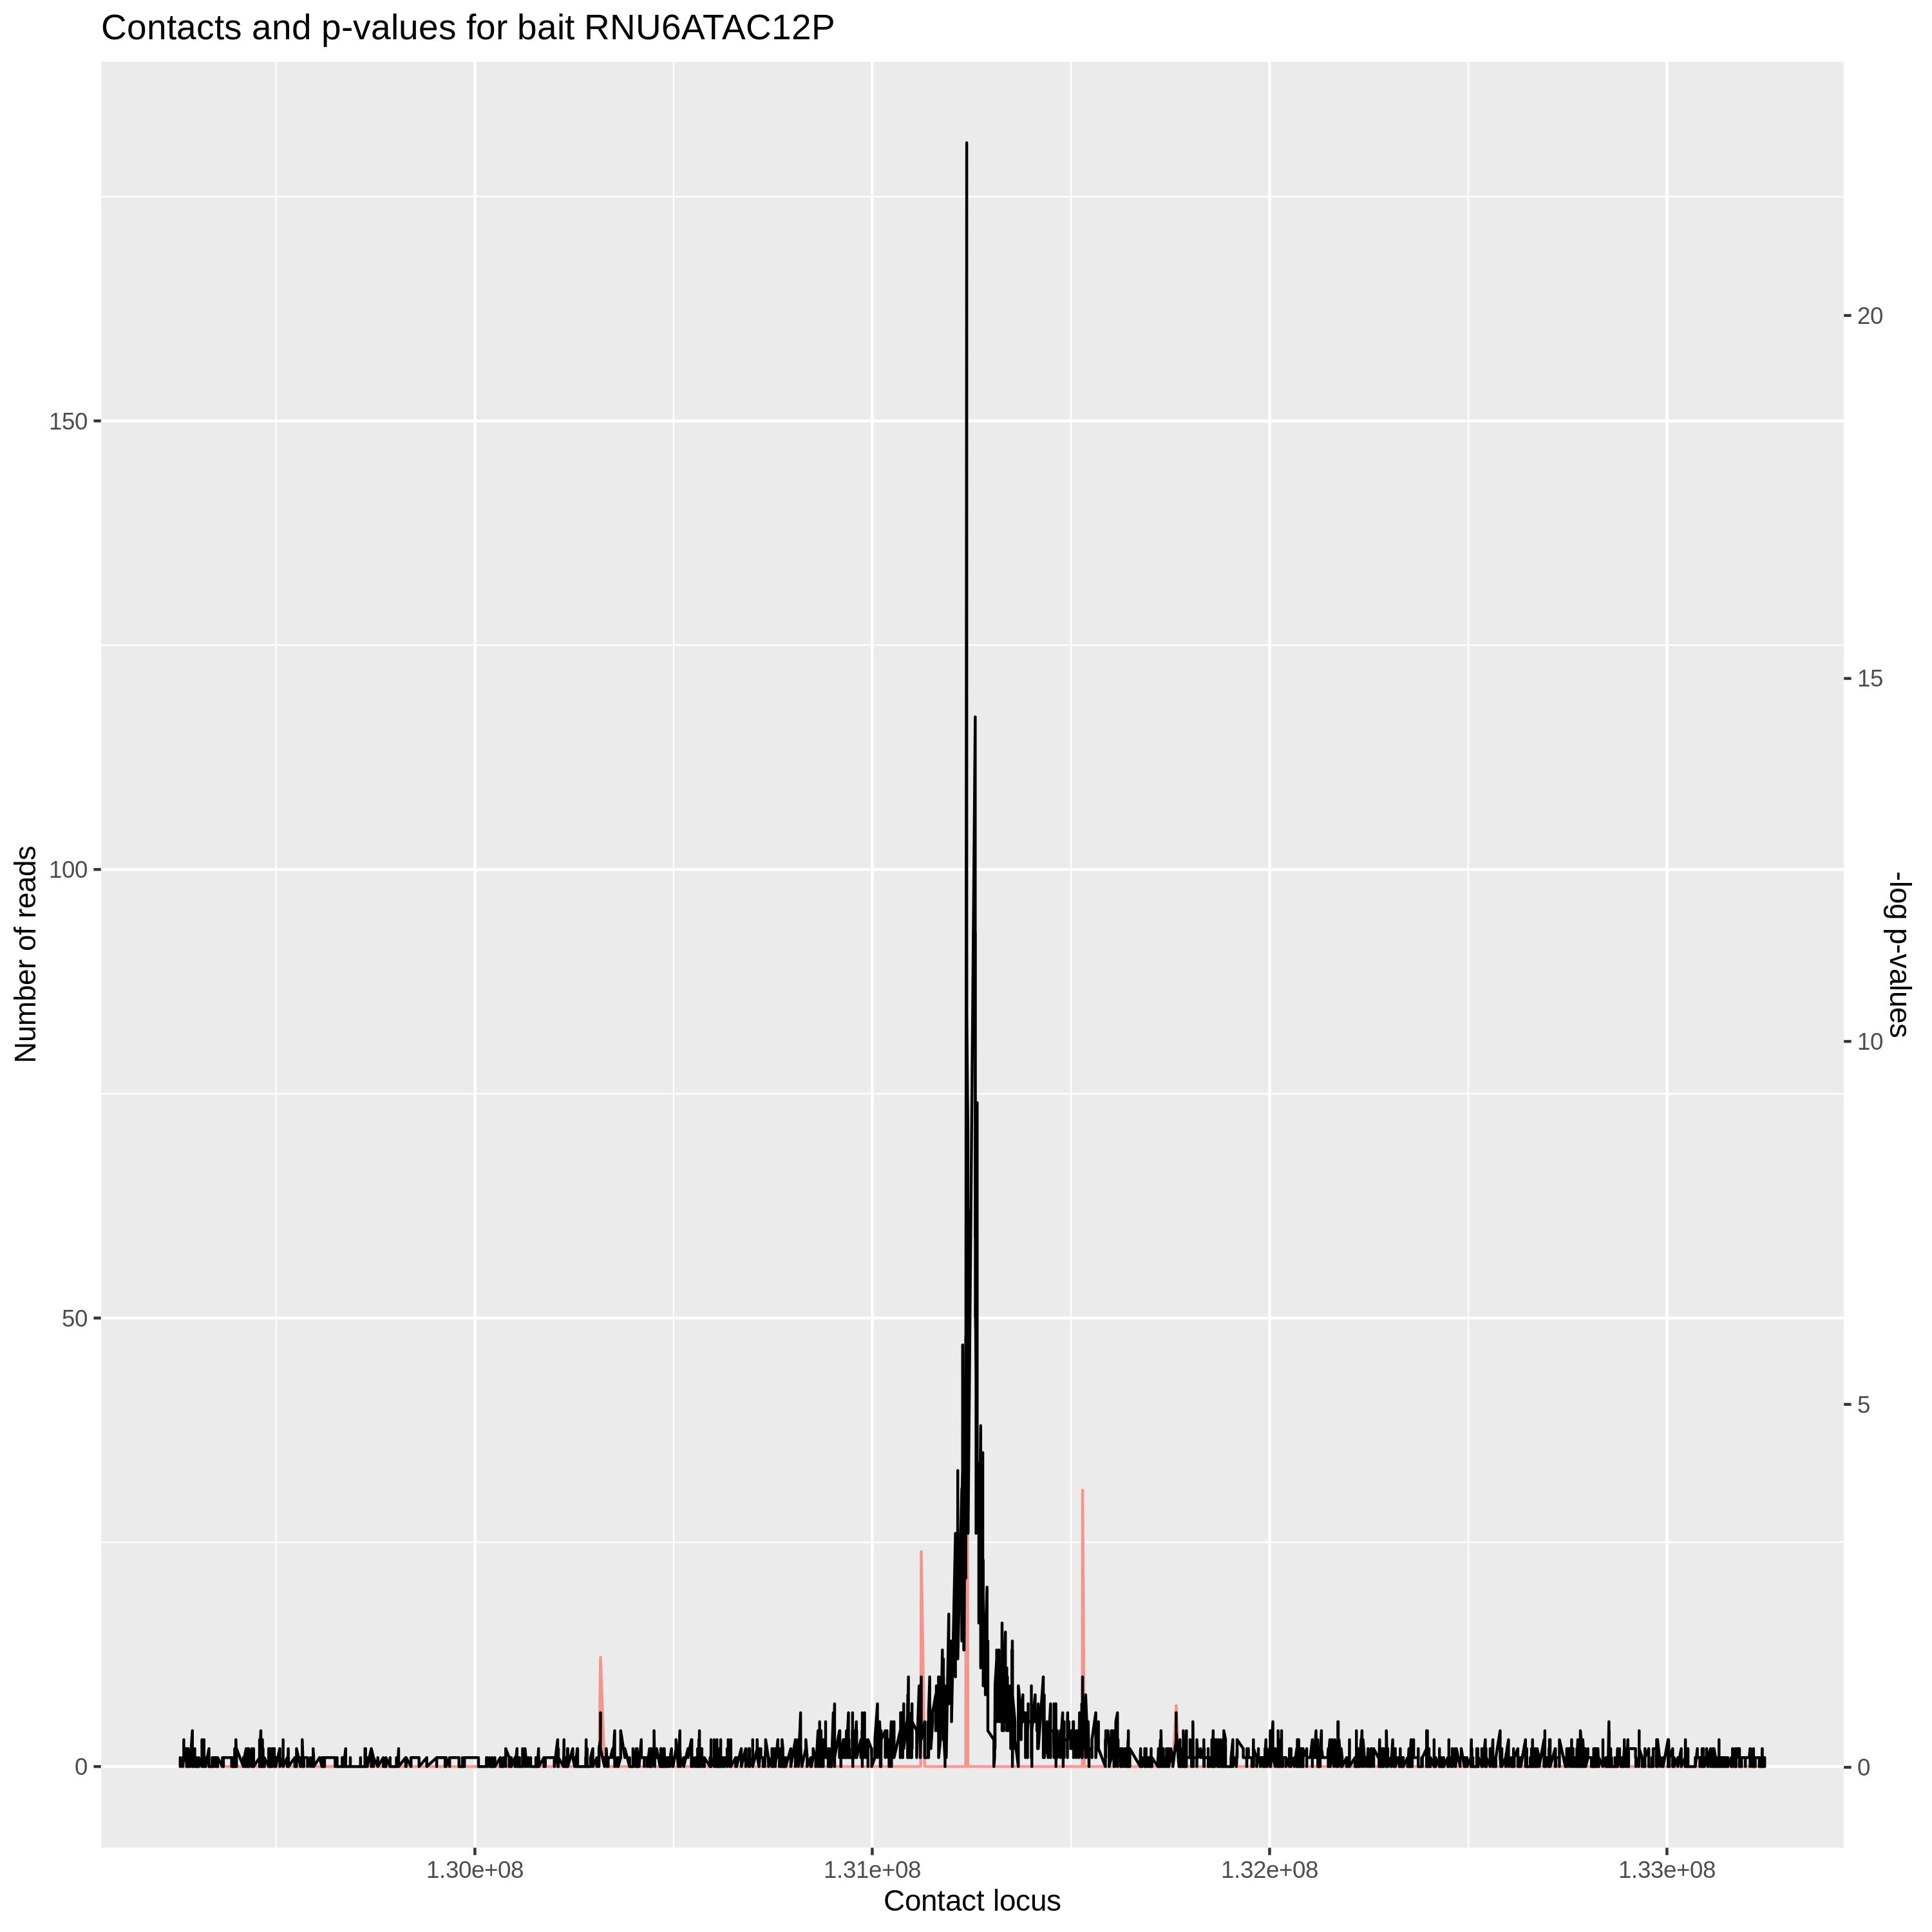 Contacts and p-values for bait RNU6ATAC12P
150
100
50
0
20
15
10
5
0
Number of reads
-log p-values
1.30e+08
1.31e+08
1.32e+08
1.33e+08
Contact locus